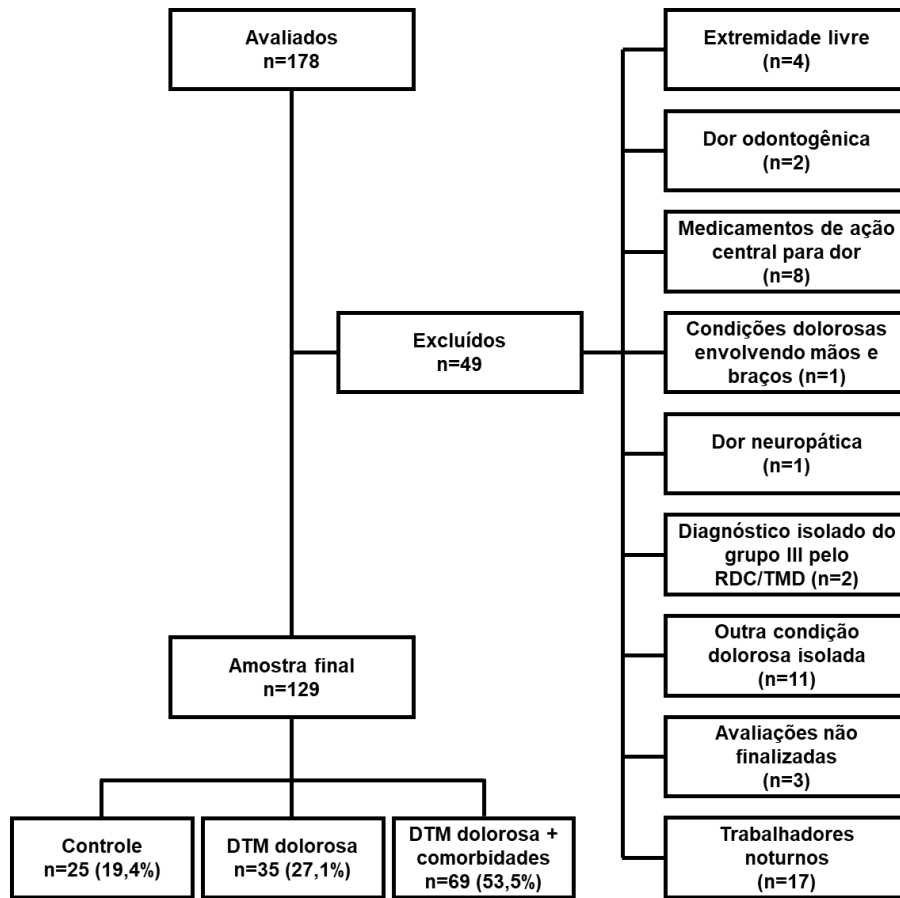 Avaliados
n=178
Extremidade livre
(n=4)
Dor odontogênica
(n=2)
Medicamentos de ação
central para dor
(n=8)
Excluídos
n=49
Condições dolorosas
envolvendo mãos e
braços (n=1)
Dor neuropática
(n=1)
Diagnóstico isolado do
grupo III pelo
RDC/TMD (n=2)
Outra condição
dolorosa isolada
(n=11)
Avaliações não
finalizadas
(n=3)
Trabalhadores
noturnos
(n=17)
Amostra final
n=129
Controle
n=25 (19,4%)
DTM dolorosa
n=35 (27,1%)
DTM dolorosa +
comorbidades
n=69 (53,5%)